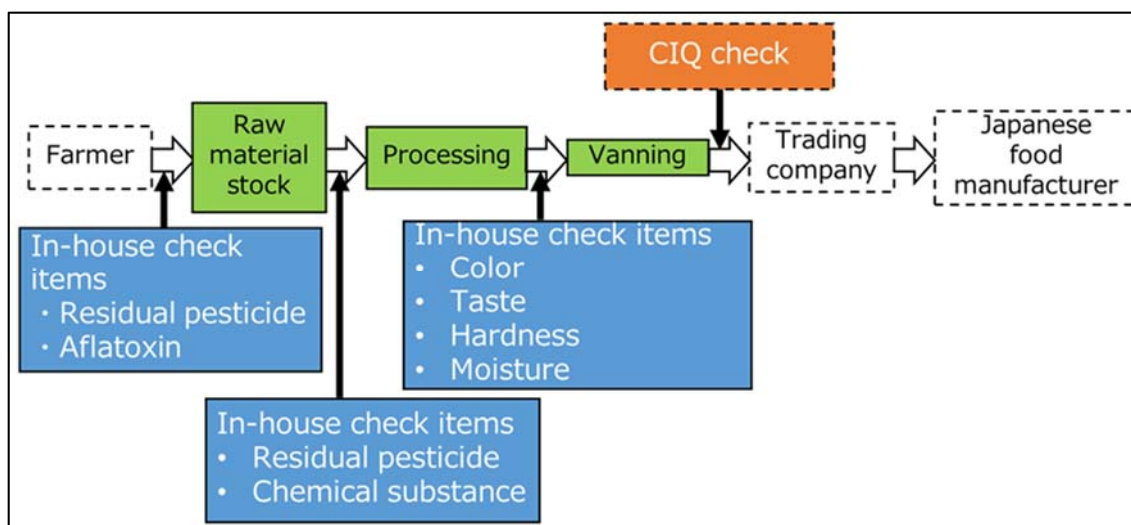 CIQ check
Farmer
Raw
material
stock
Processing
Vanning
Trading
company
Japanese
food
manufacturer
In-house check
items
・Residual pesticide
・Aflatoxin
In-house check items
• Residual pesticide
• Chemical substance
In-house check items
• Color
• Taste
• Hardness
• Moisture